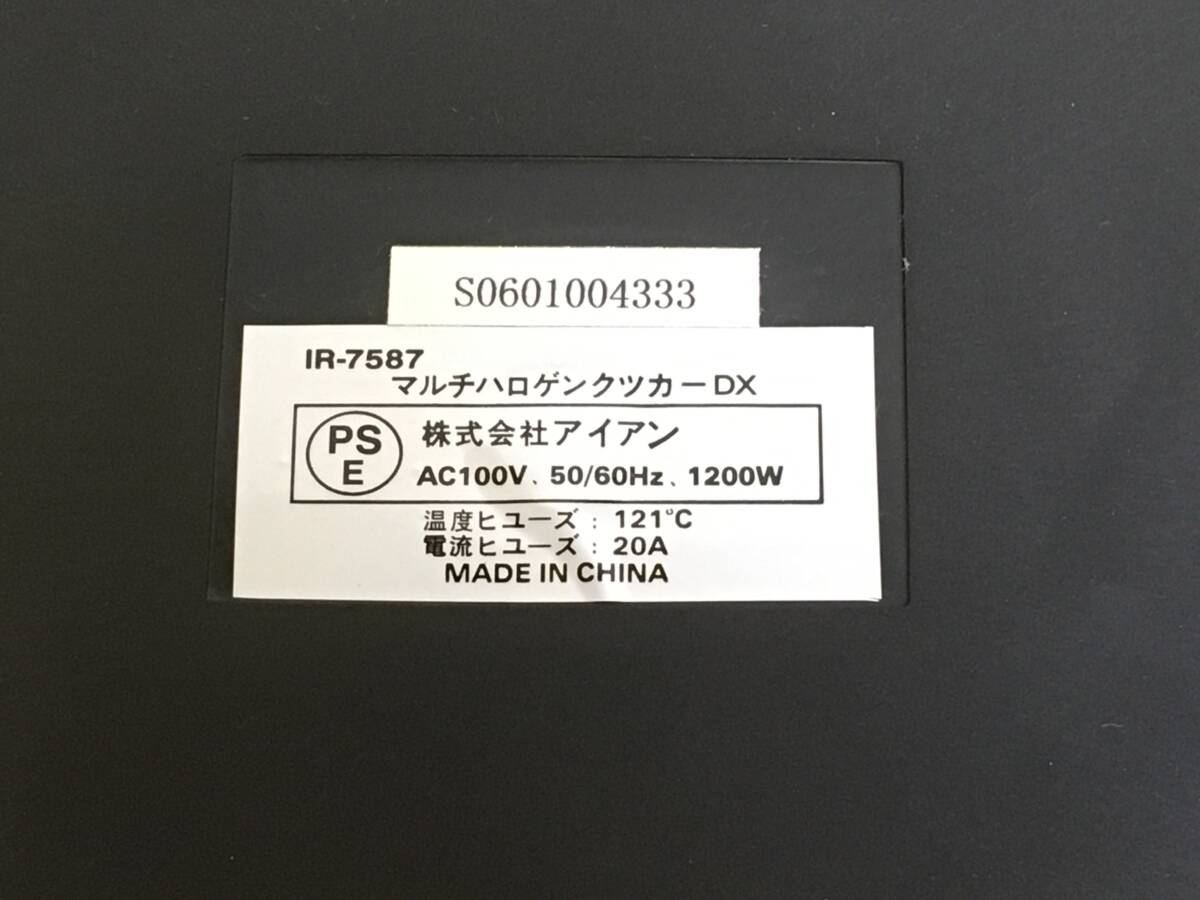 S0601004333
IR-7587
マルチハロゲンクツカーDX
PS
E
株式会社アイアン
AC100V、50/60Hz、1200W
温度ヒユーズ : 121℃
電流ヒユーズ : 20A
MADE IN CHINA